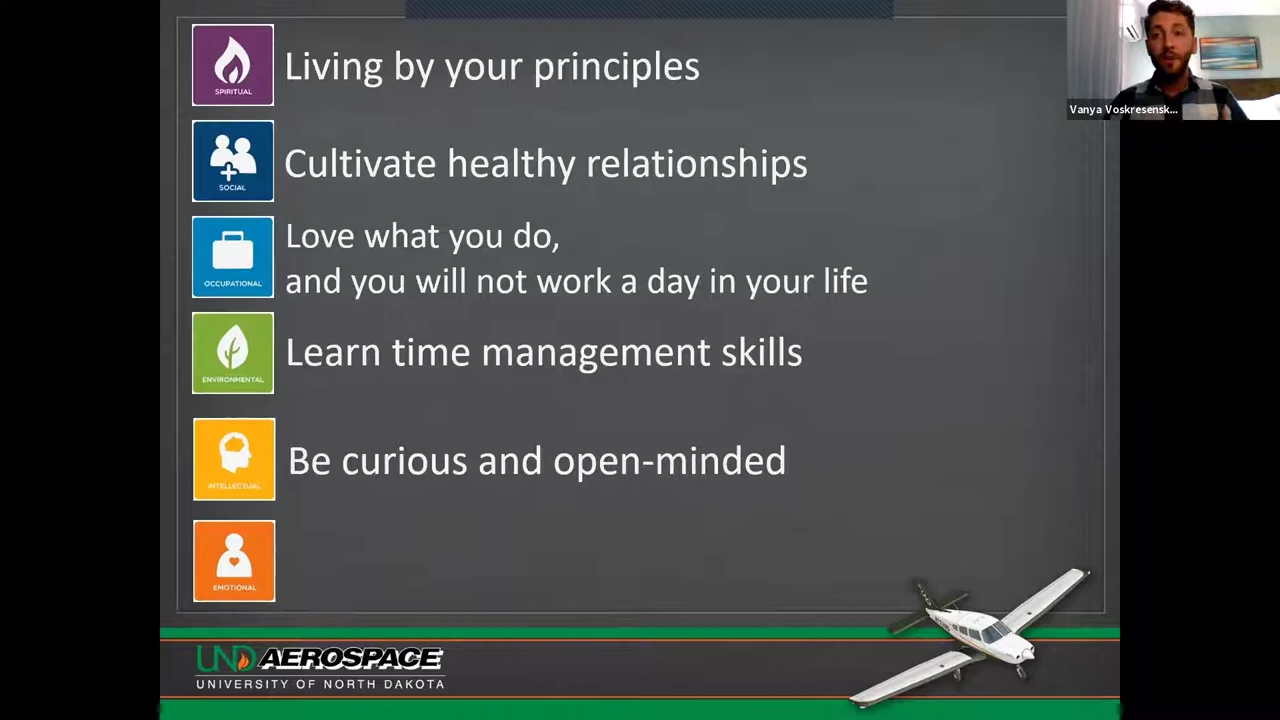 SPIRITUAL
Living by your principles
Vanya Voskresensk...
SOCIAL
Cultivate healthy relationships
OCCUPATIONAL
Love what you do,
and you will not work a day in your life
ENVIRONMENTAL
Learn time management skills
INTELLECTUAL
Be curious and open-minded
EMOTIONAL
UND AEROSPACE
UNIVERSITY OF NORTH DAKOTA